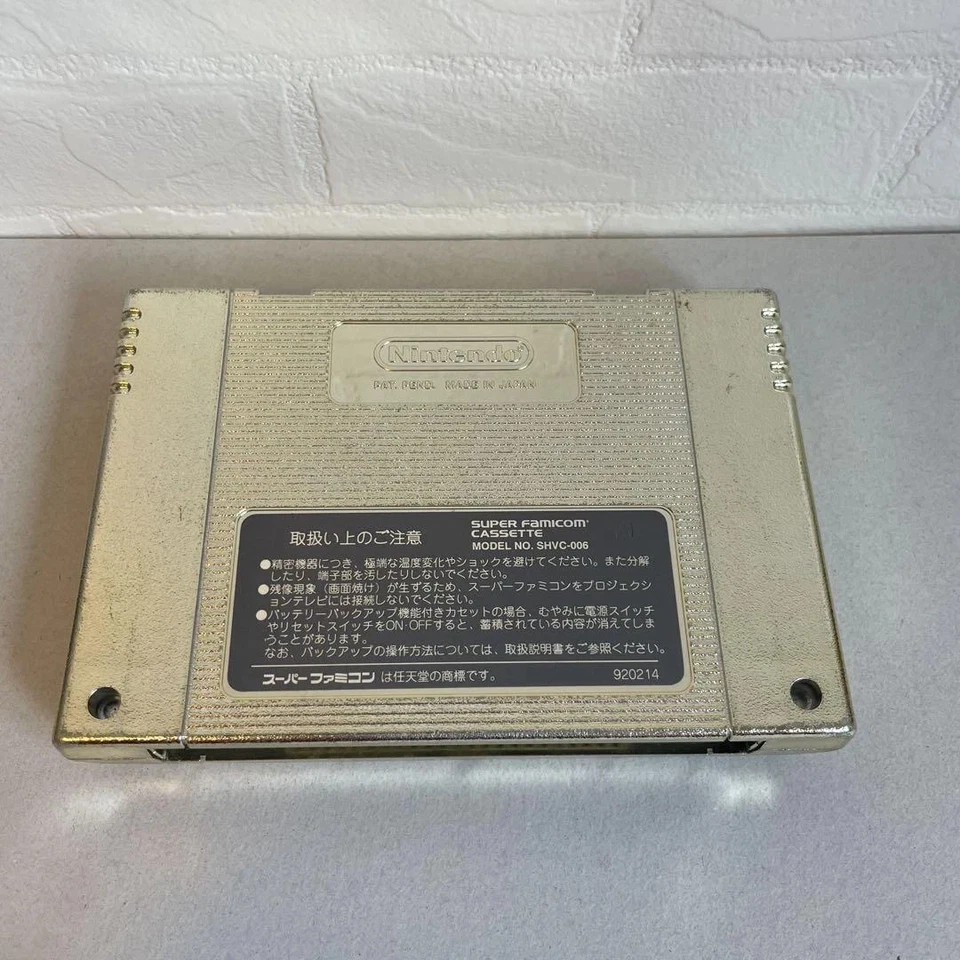 Nintendo®
PAT. PEND. MADE IN JAPAN
取扱い上のご注意
SUPER FAMICOM®
CASSETTE
MODEL NO. SHVC-006
●精密機器につき、極端な温度変化やショックを避けてください。また分解
したり、端子部を汚したりしないでください。
●残像現象(画面焼け)が生ずるため、スーパーファミコンをプロジェクシ
ョンテレビには接続しないでください。
●バッテリーバックアップ機能付きカセットの場合、むやみに電源スイッチ
やリセットスイッチをON・OFFすると、蓄積されている内容が消えてしま
うことがあります。
なお、バックアップの操作方法については、取扱説明書をご参照ください。
スーパーファミコンは任天堂の商標です。
920214